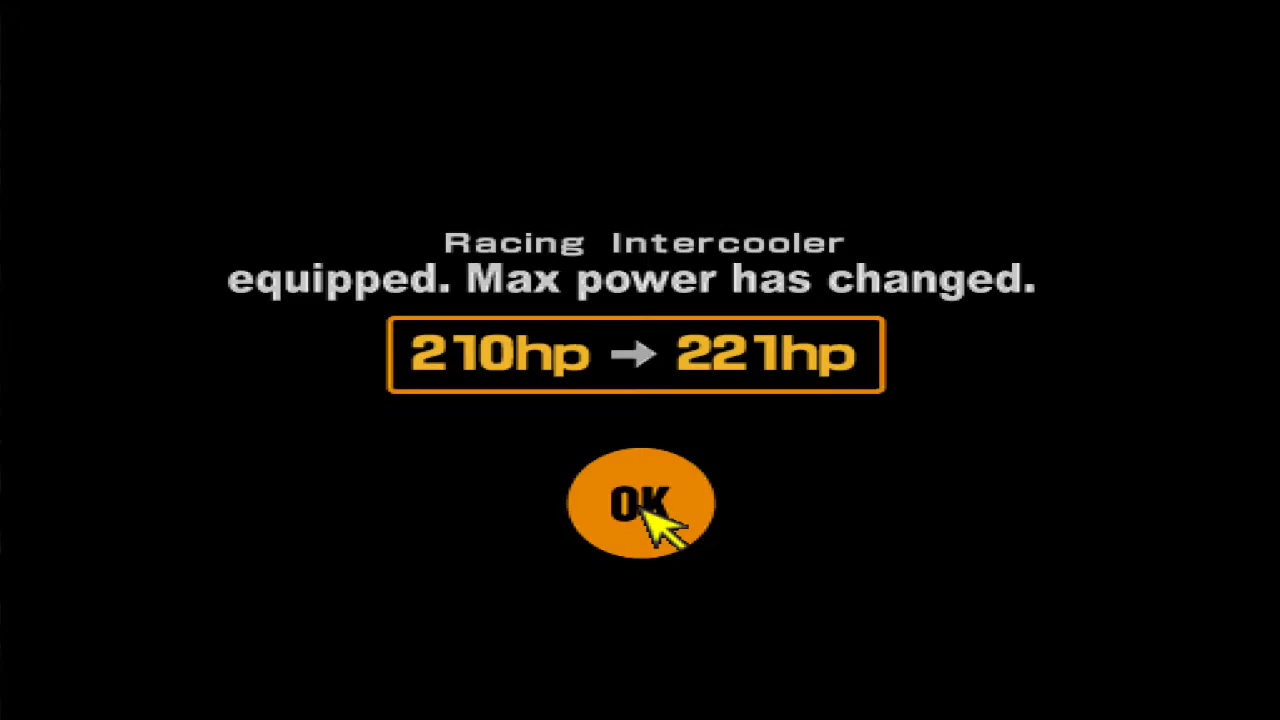 Racing Intercooler
equipped. Max power has changed.
210hp → 221hp
OK